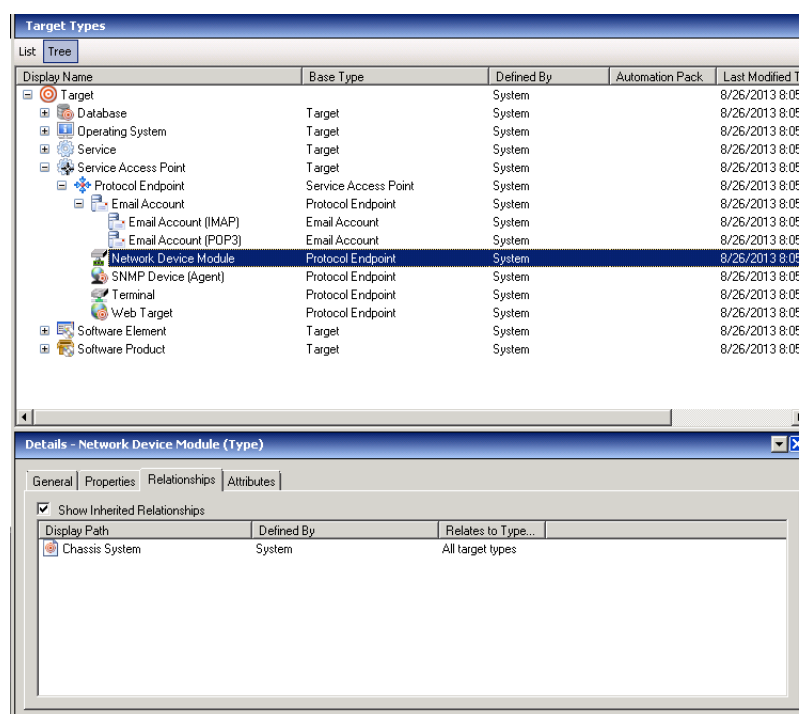 Target Types
List Tree
Display Name Base Type Defined By Automation Pack Last Modified T
Target System 8/26/2013 8:05
Database Target System 8/26/2013 8:05
Operating System Target System 8/26/2013 8:05
Service Target System 8/26/2013 8:05
Service Access Point Target System 8/26/2013 8:05
Protocol Endpoint Service Access Point System 8/26/2013 8:05
Email Account Protocol Endpoint System 8/26/2013 8:05
Email Account (IMAP) Email Account System 8/26/2013 8:05
Email Account (POP3) Email Account System 8/26/2013 8:05
Network Device Module Protocol Endpoint System 8/26/2013 8:05
SNMP Device (Agent) Protocol Endpoint System 8/26/2013 8:05
Terminal Protocol Endpoint System 8/26/2013 8:05
Web Target Protocol Endpoint System 8/26/2013 8:05
Software Element Target System 8/26/2013 8:05
Software Product Target System 8/26/2013 8:05
Details - Network Device Module (Type)
General Properties Relationships Attributes
Show Inherited Relationships
Display Path Defined By Relates to Type...
Chassis System System All target types